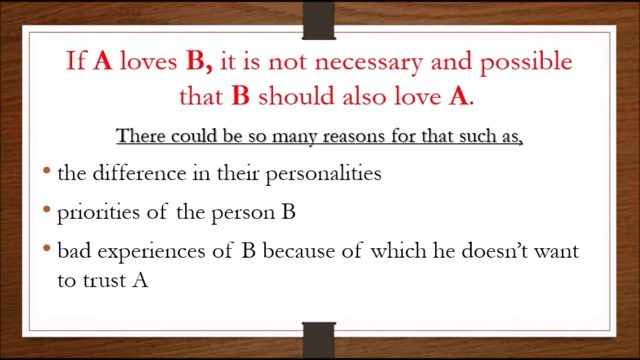 If A loves B, it is not necessary and possible
that B should also love A.
There could be so many reasons for that such as,
• the difference in their personalities
• priorities of the person B
• bad experiences of B because of which he doesn't want
to trust A